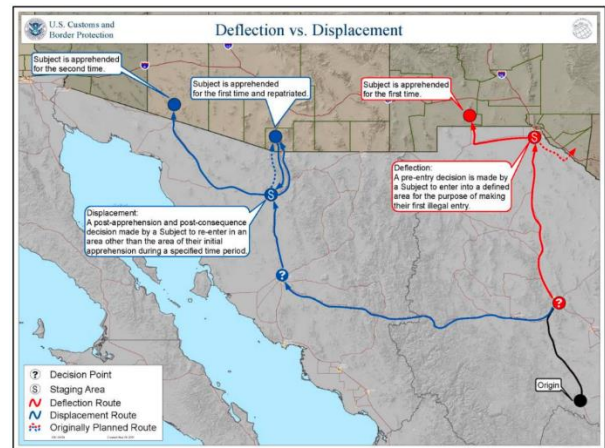 U.S. Customs and
Border Protection
Deflection vs. Displacement
Subject is apprehended
for the second time.
Subject is apprehended
for the first time and repatriated.
Subject is apprehended
for the first time.
S
S
Deflection:
A pre-entry decision is made by
a Subject to enter into a defined
area for the purpose of making
their first illegal entry.
Displacement:
A post-apprehension and post-consequence
decision made by a Subject to re-enter in an
area other than the area of their initial
apprehension during a specified time period.
?
?
Origin
? Decision Point
S Staging Area
Deflection Route
Displacement Route
Originally Planned Route